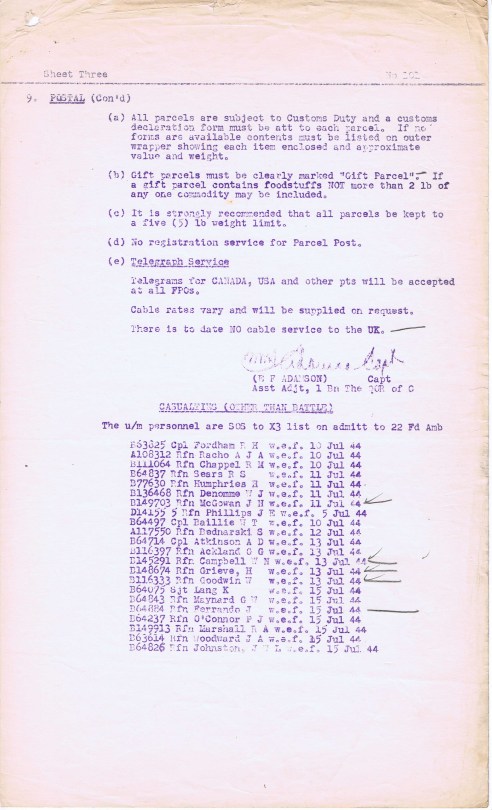 Sheet Three No 101
9. POSTAL (Con'd)
(a) All parcels are subject to Customs Duty and a customs
declaration form must be att to each parcel. If no
forms are available contents must be listed on outer
wrapper showing each item enclosed and approximate
value and weight.
(b) Gift parcels must be clearly marked "Gift Parcel". If
a gift parcel contains foodstuffs NOT more than 2 lb of
any one commodity may be included.
(c) It is strongly recommended that all parcels be kept to
a five (5) lb weight limit.
(d) No registration service for Parcel Post.
(e) Telegraph Service
Telegrams for CANADA, USA and other pts will be accepted
at all FPOs.
Cable rates vary and will be supplied on request.
There is to date NO cable service to the UK.
Capt
(E F ADAMSON) Capt
Asst Adjt, 1 Bn The QOR of C
CASUALTIES (OTHER THAN BATTLE)
The u/m personnel are SOS to X3 list on admitt to 22 Fd Amb
B63825 Cpl Fordham R H w.e.f. 10 Jul 44
A108312 Rfn Racho A J A w.e.f. 10 Jul 44
B111064 Rfn Chappel R M w.e.f. 10 Jul 44
B64837 Rfn Sears R S w.e.f. 11 Jul 44
B77630 Rfn Humphries H w.e.f. 11 Jul 44
B136468 Rfn Denomme W J w.e.f. 11 Jul 44
B149703 Rfn McGowan J H w.e.f. 11 Jul 44
D14155 5 Rfn Phillips J E w.e.f. 5 Jul 44
B64497 Cpl Baillie W T w.e.f. 10 Jul 44
A117550 Rfn Bednarski S w.e.f. 12 Jul 44
B64714 Cpl Atkinson A D w.e.f. 13 Jul 44
B116397 Rfn Ackland G G w.e.f. 13 Jul 44
B145291 Rfn Campbell W N w.e.f. 13 Jul 44
B148674 Rfn Grieve, H w.e.f. 13 Jul 44
B116333 Rfn Goodwin W w.e.f. 13 Jul 44
B64075 Sjt Lang K w.e.f. 15 Jul 44
B64843 Rfn Maynard G W w.e.f. 15 Jul 44
B64884 Rfn Ferrando J w.e.f. 15 Jul 44
B64237 Rfn O'Connor P J w.e.f. 15 Jul 44
B149913 Rfn Marshall R A w.e.f. 15 Jul 44
B63614 Rfn Woodward J A w.e.f. 15 Jul 44
B64826 Rfn Johnston, J W L w.e.f. 15 Jul 44